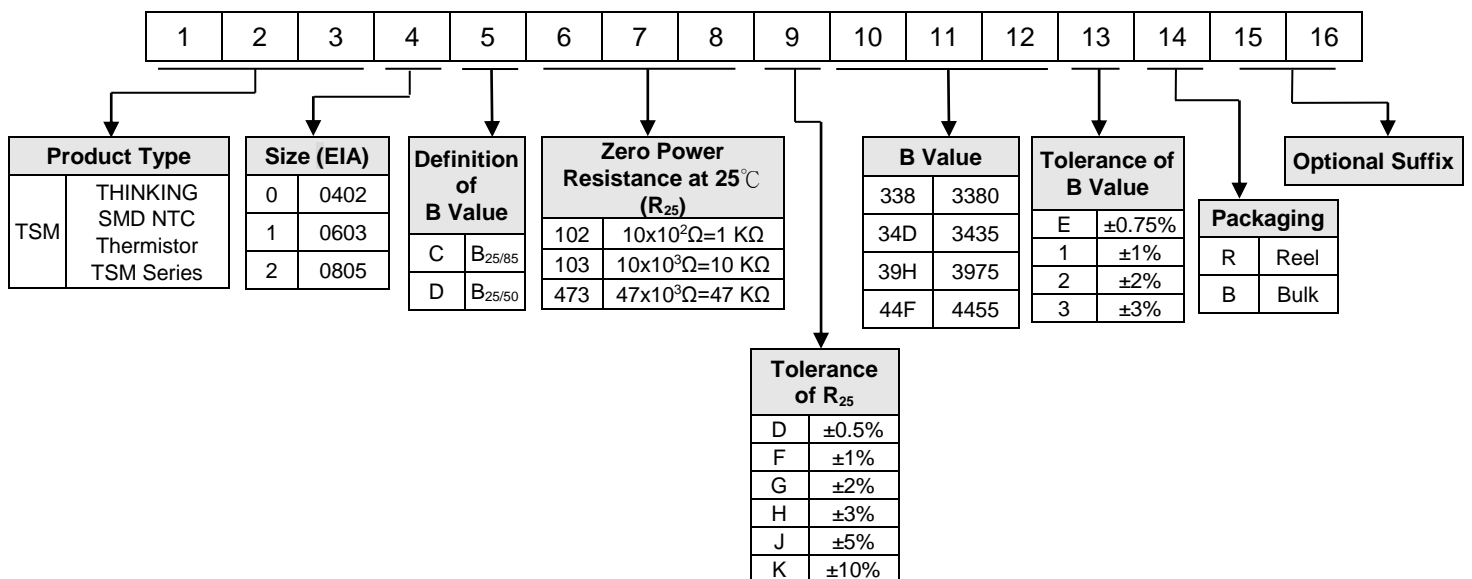 1 2 3 4 5 6 7 8 9 10 11 12 13 14 15 16
Product Type
TSM
THINKING
SMD NTC
Thermistor
TSM Series
Size (EIA)
0 0402
1 0603
2 0805
Definition
of
B Value
C B25/85
D B25/50
Zero Power
Resistance at 25℃
(R25)
102 10x10²Ω=1 KΩ
103 10x10³Ω=10 KΩ
473 47x10³Ω=47 KΩ
Tolerance
of R25
D ±0.5%
F ±1%
G ±2%
H ±3%
J ±5%
K ±10%
B Value
338 3380
34D 3435
39H 3975
44F 4455
Tolerance of
B Value
E ±0.75%
1 ±1%
2 ±2%
3 ±3%
Packaging
R Reel
B Bulk
Optional Suffix